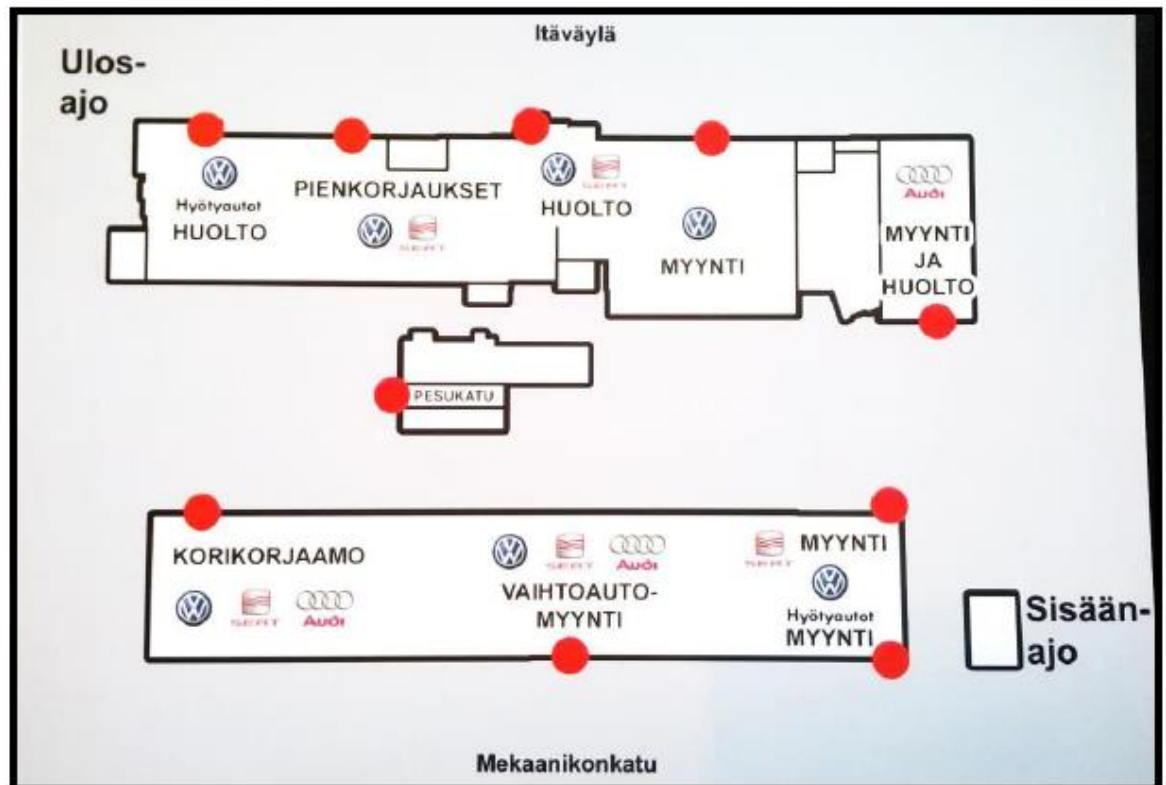 Itäväylä
Ulos-
ajo
Hyötyautot
HUOLTO
PIENKORJAUKSET
SEAT
SEAT
HUOLTO
MYYNTI
Audi
MYYNTI
JA
HUOLTO
PESUKATU
KORIKORJAAMO
SEAT
Audi
SEAT
Audi
VAIHTOAUTO-
MYYNTI
SEAT
MYYNTI
Hyötyautot
MYYNTI
Sisään-
ajo
Mekaanikonkatu